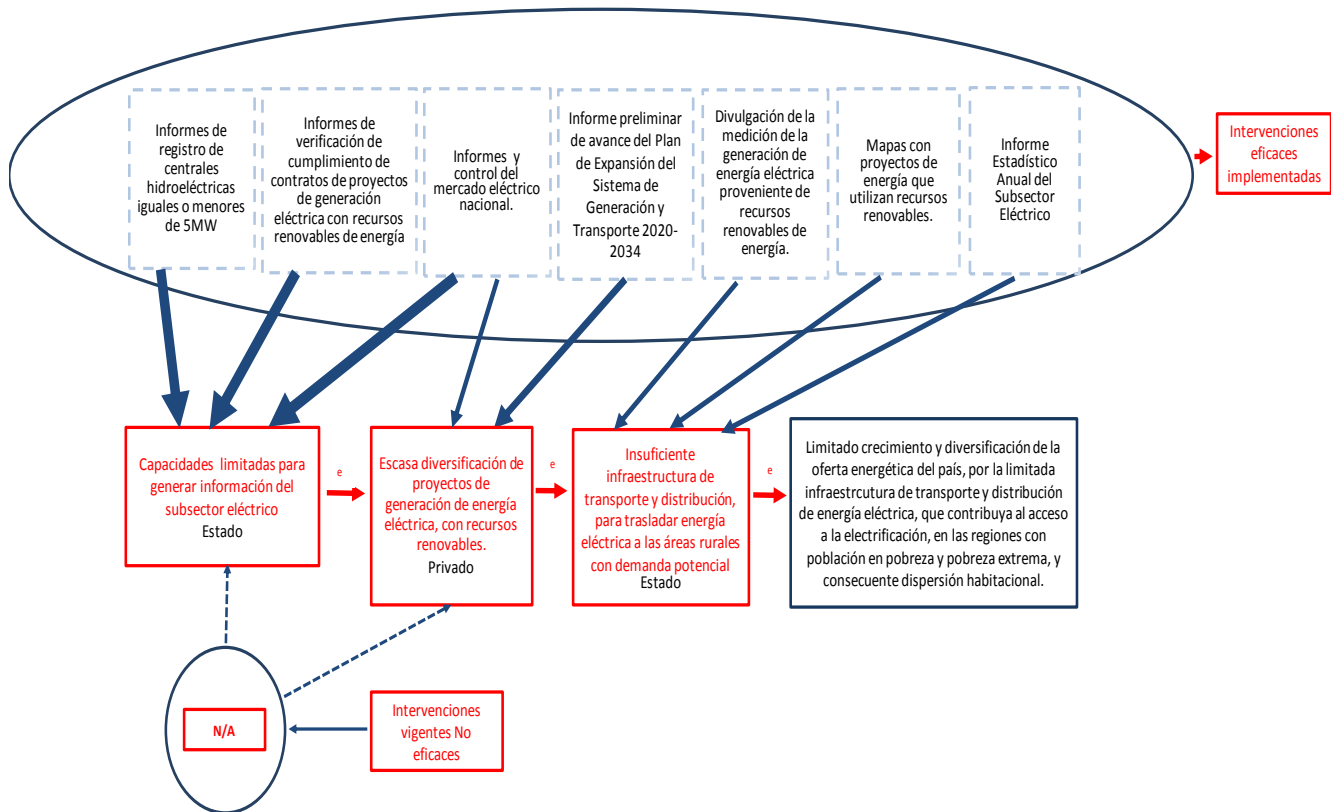 Informes de
registro de
centrales
hidroeléctricas
iguales o menores
de 5MW
Informes de
verificación de
cumplimiento de
contratos de proyectos
de generación
eléctrica con recursos
renovables de energía
Informes y
control del
mercado eléctrico
nacional.
Informe preliminar
de avance del Plan
de Expansión del
Sistema de
Generación y
Transporte 2020-
2034
Divulgación de la
medición de la
generación de
energía eléctrica
proveniente de
recursos
renovables de
energía.
Mapas con
proyectos de
energía que
utilizan recursos
renovables.
Informe
Estadístico
Anual del
Subsector
Eléctrico
Intervenciones
eficaces
implementadas
Capacidades limitadas para
generar información del
subsector eléctrico
Estado
e
Escasa diversificación de
proyectos de
generación de energía
eléctrica, con recursos
renovables.
Privado
e
Insuficiente
infraestructura de
transporte y distribución,
para trasladar energía
eléctrica a las áreas rurales
con demanda potencial
Estado
e
Limitado crecimiento y diversificación de la
oferta energética del país, por la limitada
infraestrcutura de transporte y distribución
de energía eléctrica, que contribuya al acceso
a la electrificación, en las regiones con
población en pobreza y pobreza extrema, y
consecuente dispersión habitacional.
N/A
Intervenciones
vigentes No
eficaces